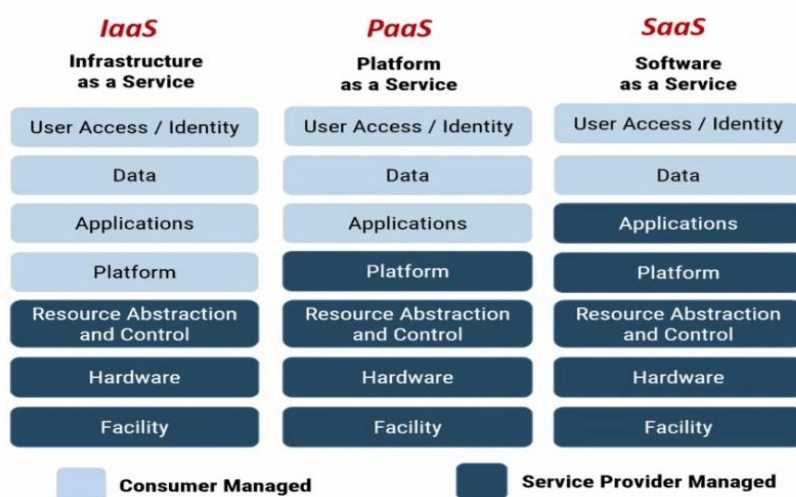 IaaS
Infrastructure
as a Service
User Access / Identity
Data
Applications
Platform
Resource Abstraction
and Control
Hardware
Facility
PaaS
Platform
as a Service
User Access / Identity
Data
Applications
Platform
Resource Abstraction
and Control
Hardware
Facility
SaaS
Software
as a Service
User Access / Identity
Data
Applications
Platform
Resource Abstraction
and Control
Hardware
Facility
Consumer Managed
Service Provider Managed